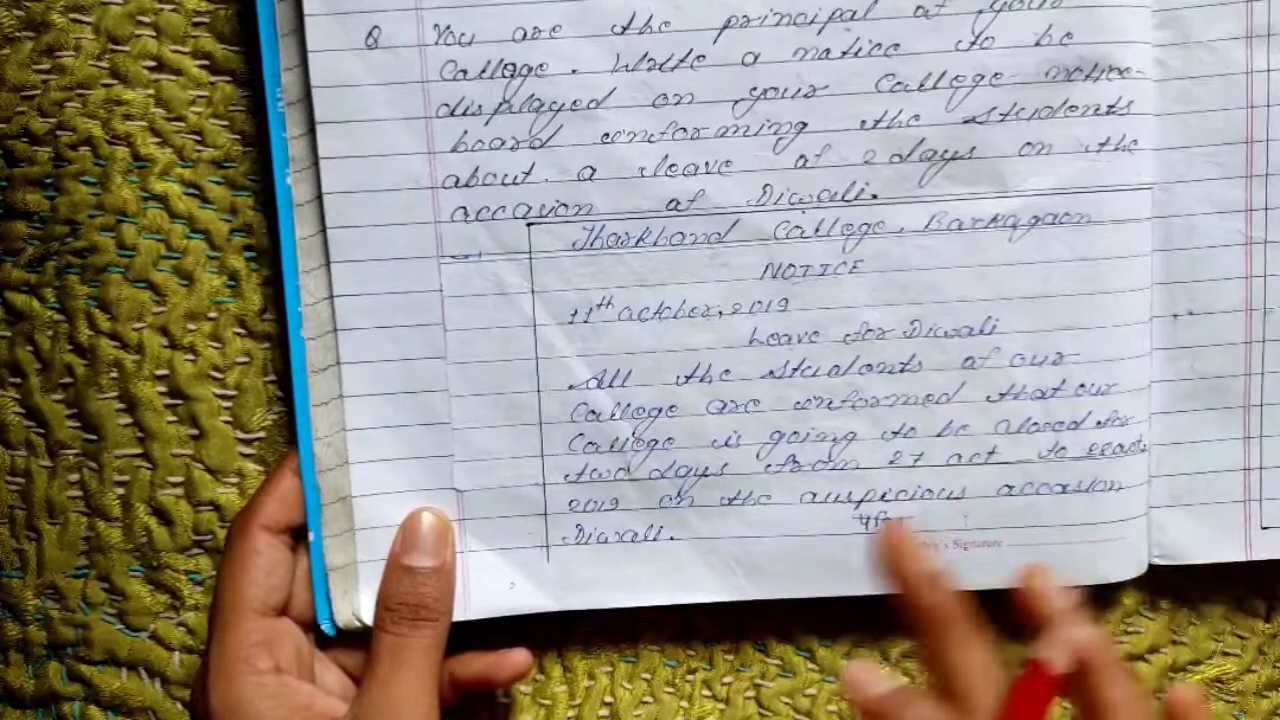 Q You are the principal of your
College. Write a notice to be
displayed on your College notice-
board informing the students
about a leave of 2 days on the
occasion of Diwali.
Jharkhand College, Barkagaon
NOTICE
11th october, 2019
Leave for Diwali
All the students of our
College are informed that our
College is going to be closed for
two days from 27 oct to
2019 on the auspicious occasion
Diwali.
Signature